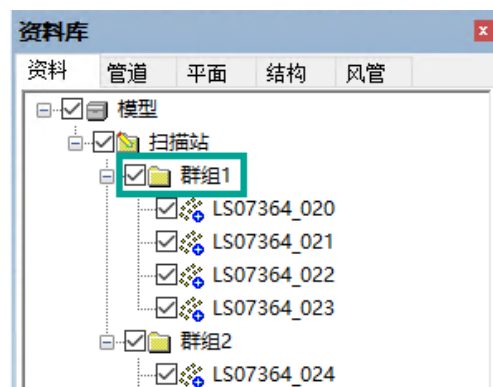 资料库
资料 管道 平面 结构 风管
模型
扫描站
群组1
LS07364_020
LS07364_021
LS07364_022
LS07364_023
群组2
LS07364_024